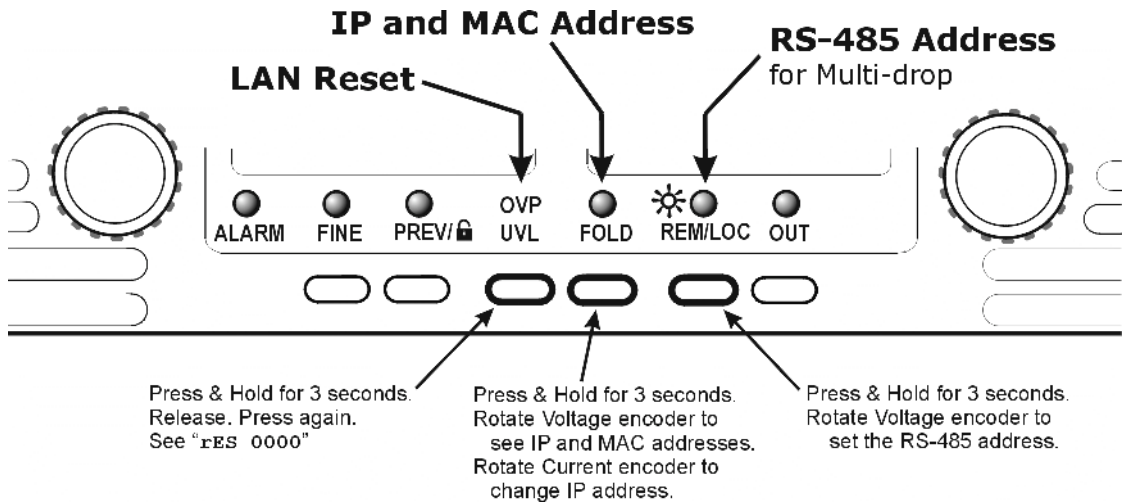 IP and MAC Address
RS-485 Address
for Multi-drop
LAN Reset
OVP
ALARM FINE PREV/ UVL FOLD REM/LOC OUT
Press & Hold for 3 seconds.
Release. Press again.
See “rES 0000”
Press & Hold for 3 seconds.
Rotate Voltage encoder to
see IP and MAC addresses.
Rotate Current encoder to
change IP address.
Press & Hold for 3 seconds.
Rotate Voltage encoder to
set the RS-485 address.